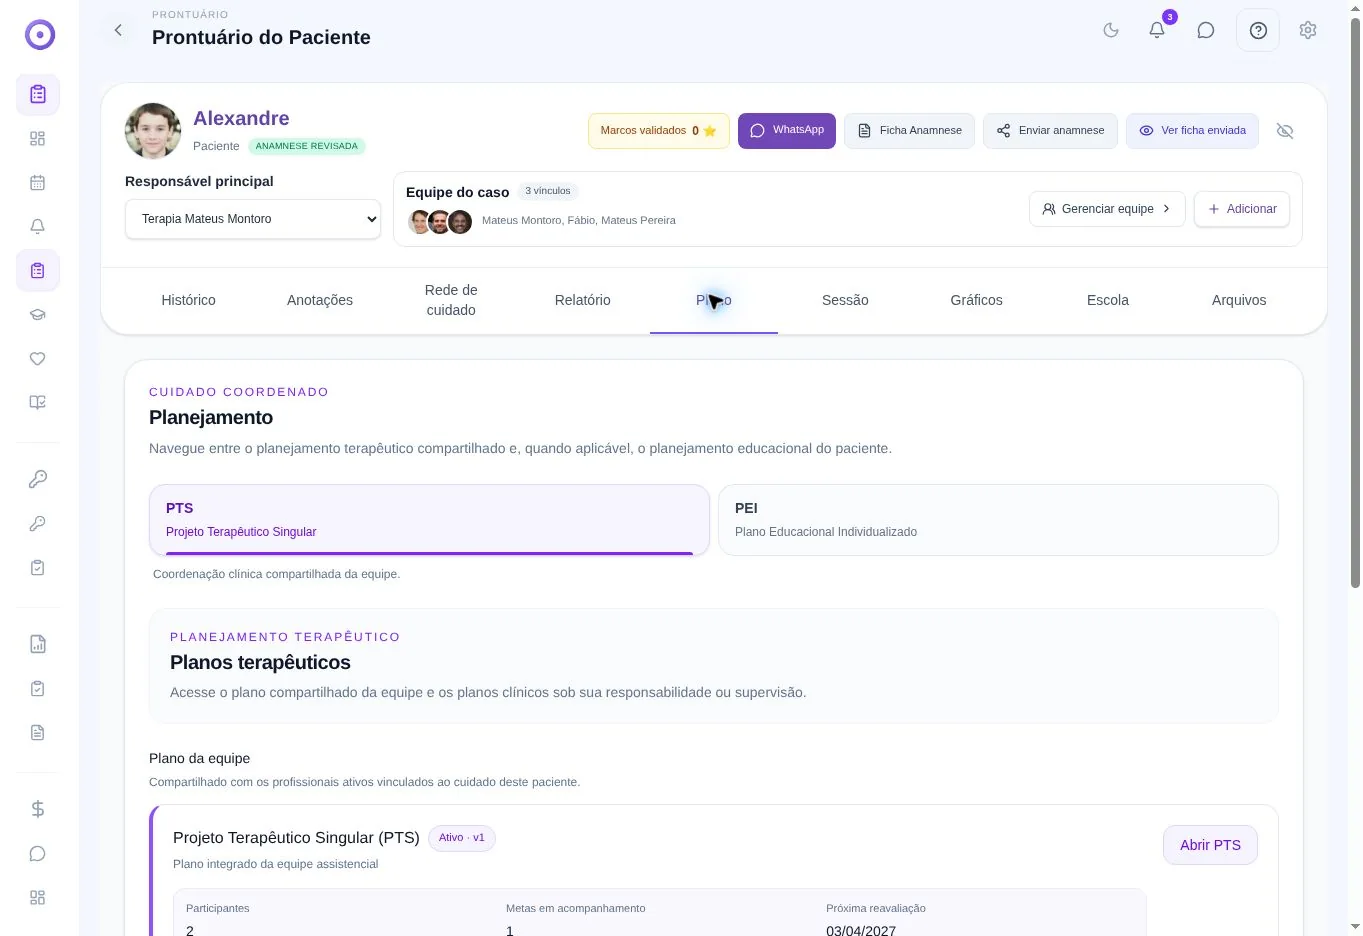 PRONTUÁRIO
Prontuário do Paciente
3
Alexandre
Paciente ANAMNESE REVISADA
Marcos validados 0
WhatsApp
Ficha Anamnese
Enviar anamnese
Ver ficha enviada
Responsável principal
Terapia Mateus Montoro
Equipe do caso 3 vínculos
Mateus Montoro, Fábio, Mateus Pereira
Gerenciar equipe
Adicionar
Histórico
Anotações
Rede de
cuidado
Relatório
Sessão
Gráficos
Escola
Arquivos
CUIDADO COORDENADO
Planejamento
Navegue entre o planejamento terapêutico compartilhado e, quando aplicável, o planejamento educacional do paciente.
PTS
Projeto Terapêutico Singular
PEI
Plano Educacional Individualizado
Coordenação clínica compartilhada da equipe.
PLANEJAMENTO TERAPÊUTICO
Planos terapêuticos
Acesse o plano compartilhado da equipe e os planos clínicos sob sua responsabilidade ou supervisão.
Plano da equipe
Compartilhado com os profissionais ativos vinculados ao cuidado deste paciente.
Projeto Terapêutico Singular (PTS) Ativo · v1
Plano integrado da equipe assistencial
Abrir PTS
Participantes
2
Metas em acompanhamento
1
Próxima reavaliação
03/04/2027